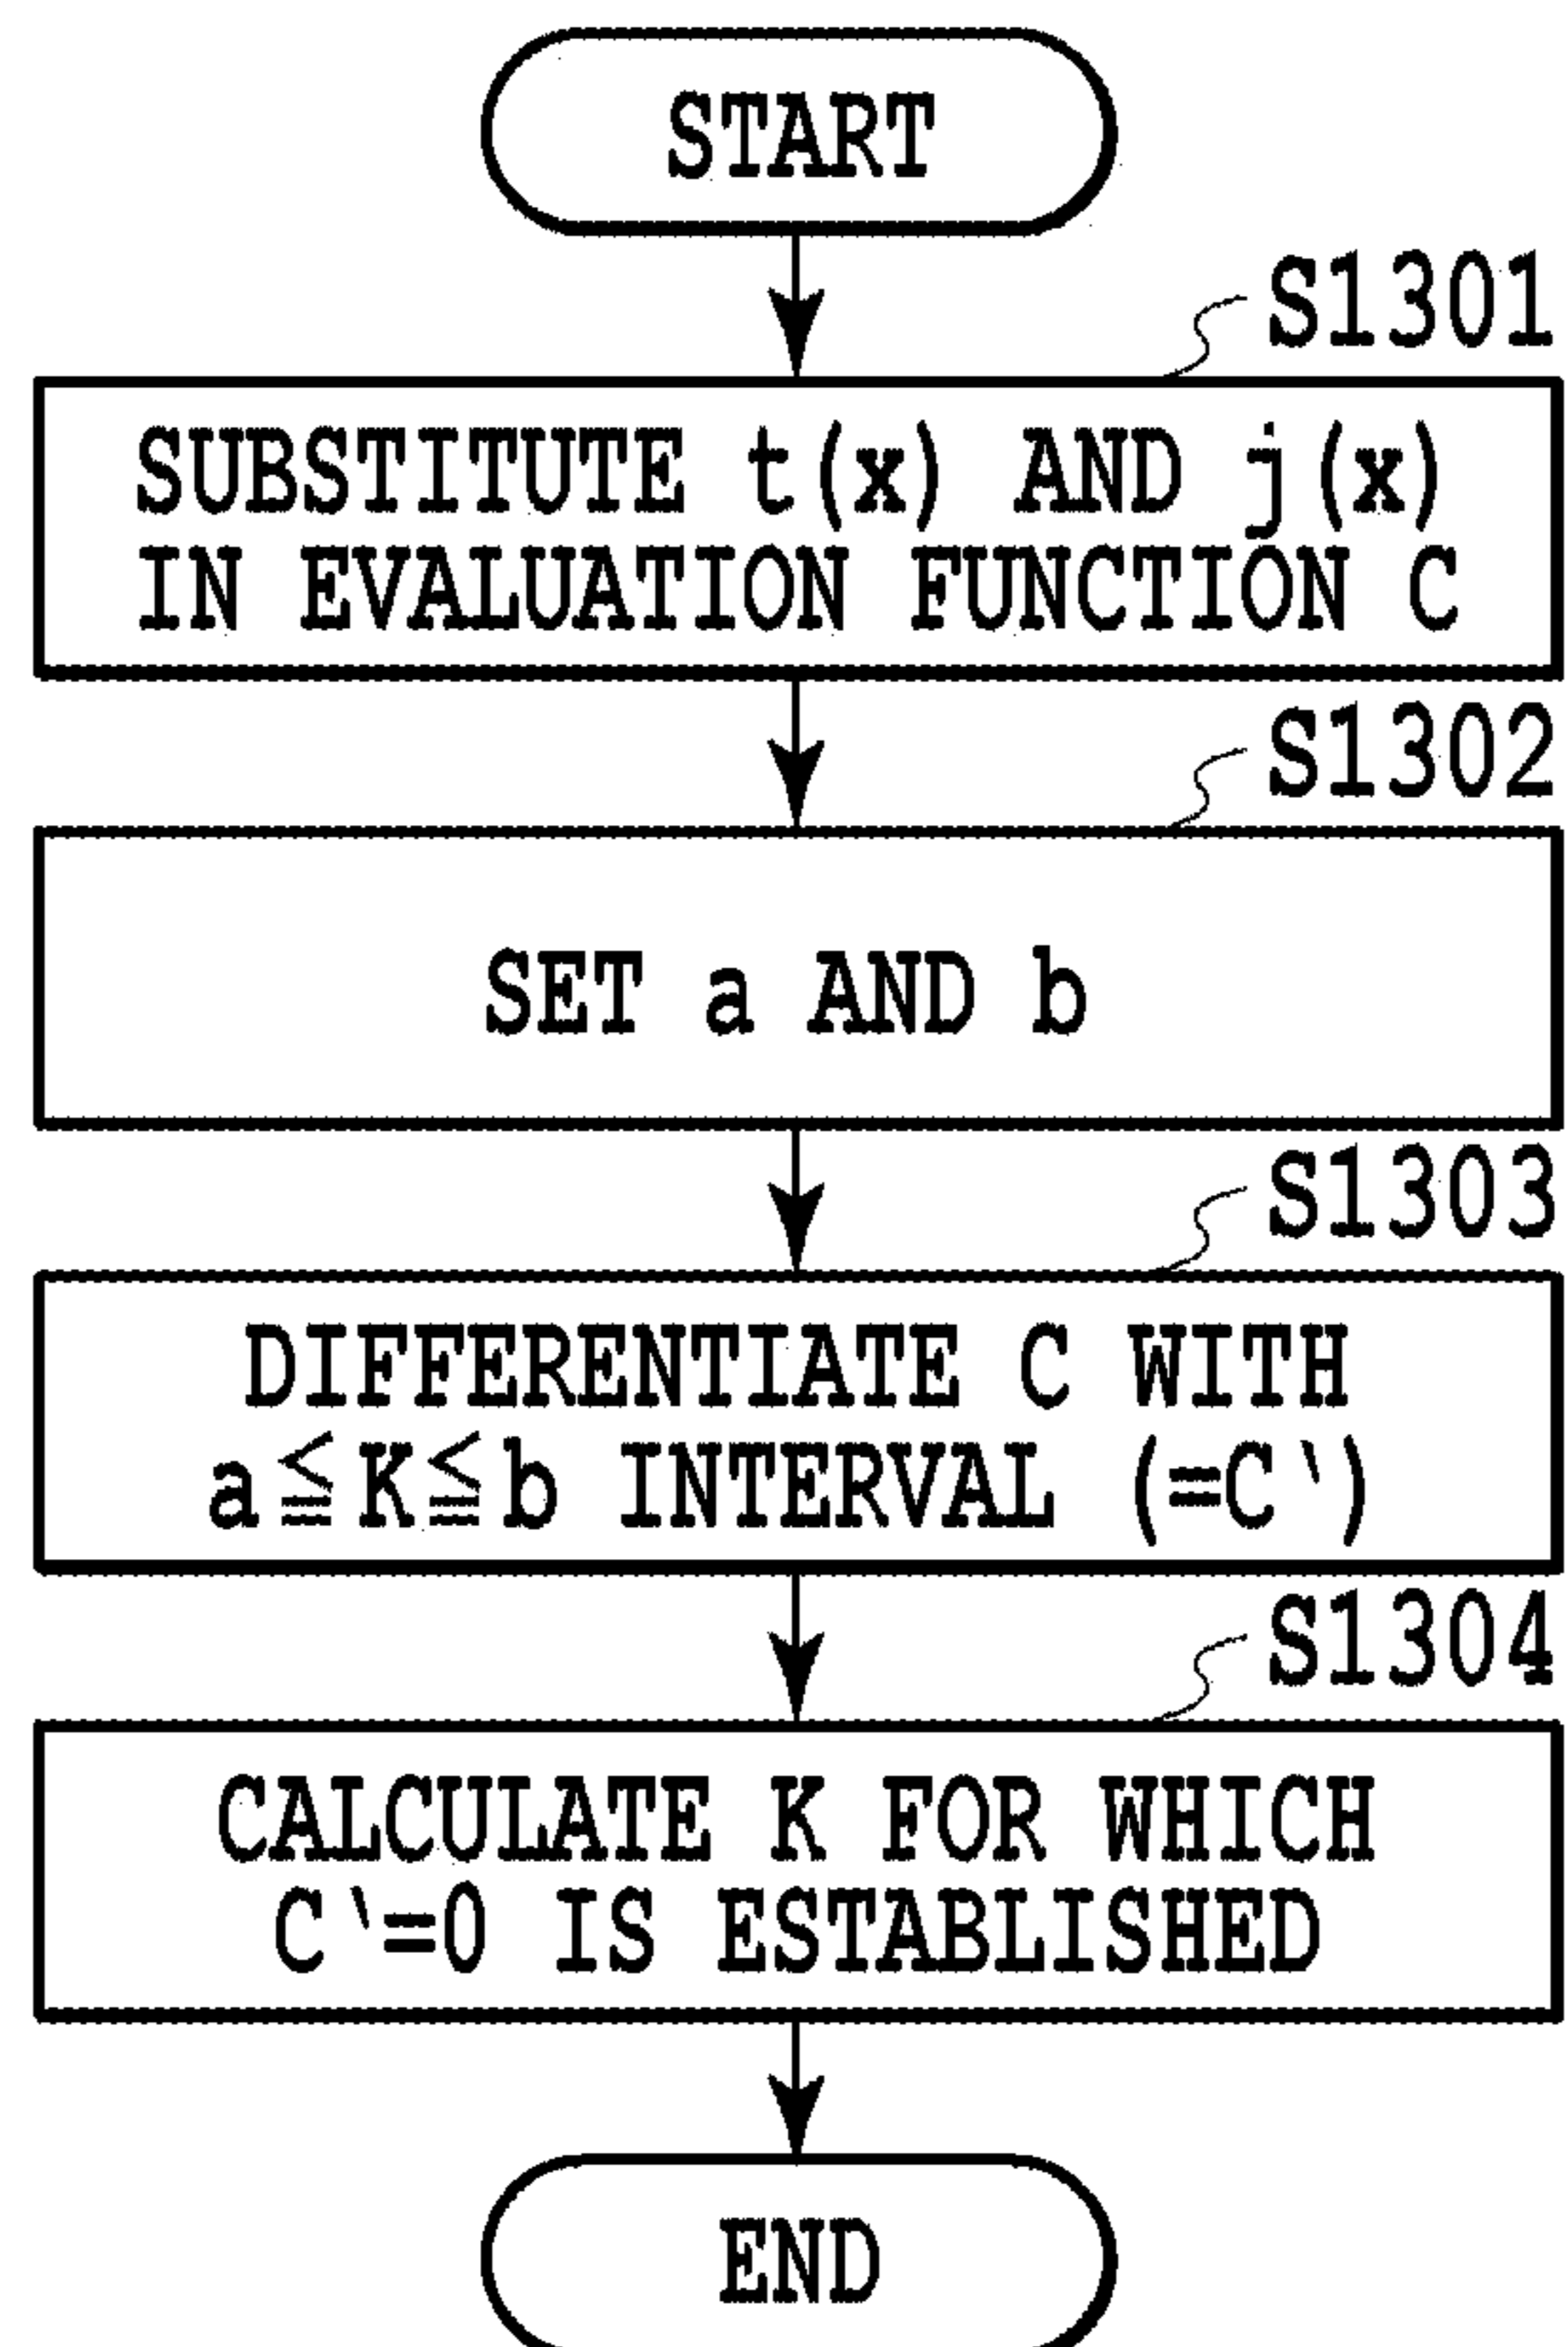 START
S1301
SUBSTITUTE t(x) AND j(x)
IN EVALUATION FUNCTION C
S1302
SET a AND b
S1303
DIFFERENTIATE C WITH
a≦K≦b INTERVAL (=C‵)
S1304
CALCULATE K FOR WHICH
C‵=0 IS ESTABLISHED
END